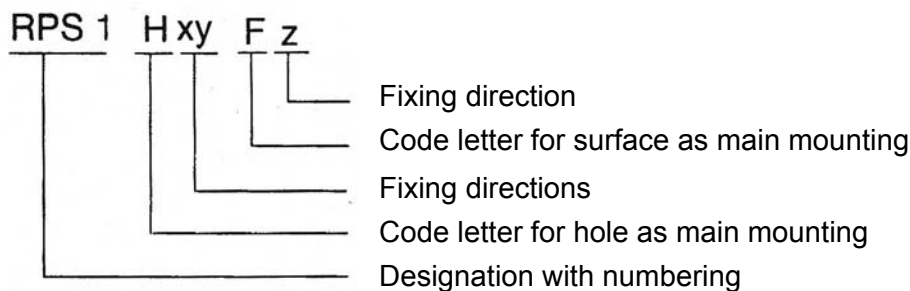 RPS 1 H xy F z
Fixing direction
Code letter for surface as main mounting
Fixing directions
Code letter for hole as main mounting
Designation with numbering